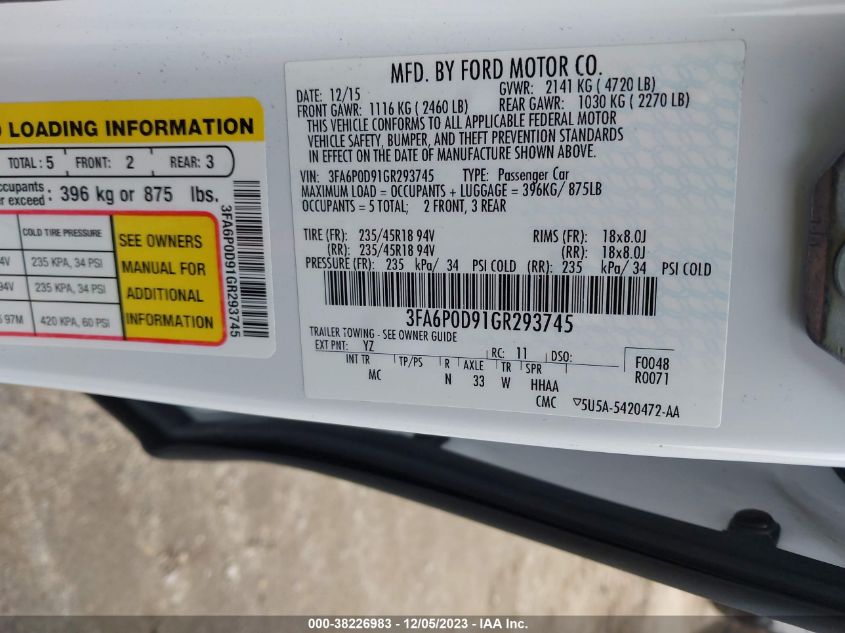 LOADING INFORMATION
TOTAL: 5 FRONT: 2 REAR: 3
396 kg or 875 lbs.
COLD TIRE PRESSURE
235 KPA, 34 PSI
235 KPA, 34 PSI
97M 420 KPA, 60 PSI
SEE OWNERS
MANUAL FOR
ADDITIONAL
INFORMATION
3FA6P0D91GR293745
MFD. BY FORD MOTOR CO.
DATE: 12/15 GVWR: 2141 KG ( 4720 LB)
FRONT GAWR: 1116 KG ( 2460 LB) REAR GAWR: 1030 KG ( 2270 LB)
THIS VEHICLE CONFORMS TO ALL APPLICABLE FEDERAL MOTOR
VEHICLE SAFETY, BUMPER, AND THEFT PREVENTION STANDARDS
IN EFFECT ON THE DATE OF MANUFACTURE SHOWN ABOVE.
VIN: 3FA6P0D91GR293745 TYPE: Passenger Car
MAXIMUM LOAD = OCCUPANTS + LUGGAGE = 396KG/ 875LB
OCCUPANTS = 5 TOTAL; 2 FRONT, 3 REAR
TIRE (FR): 235/45R18 94V RIMS (FR): 18x8.0J
(RR): 235/45R18 94V (RR): 18x8.0J
PRESSURE (FR): 235 kPa/ 34 PSI COLD (RR): 235 kPa/ 34 PSI COLD
3FA6P0D91GR293745
TRAILER TOWING - SEE OWNER GUIDE
EXT PNT: YZ RC: 11 DSO: F0048
INT TR TP/PS R AXLE TR SPR R0071
MC N 33 W HHAA
CMC ▽5U5A-5420472-AA
000-38226983 - 12/05/2023 - IAA Inc.